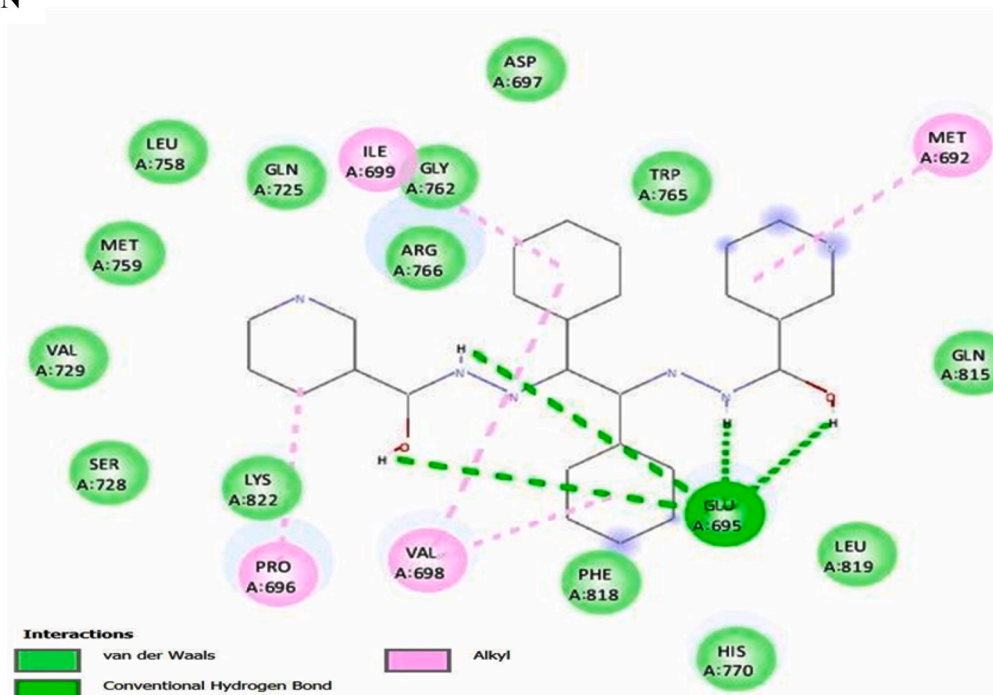 N
ASP
A:697
LEU
A:758
GLN
A:725
ILE
A:699
GLY
A:762
TRP
A:765
MET
A:692
MET
A:759
ARG
A:766
N
N
VAL
A:729
H
N
N
N
N
H
O
H
GLN
A:815
O
H
SER
A:728
LYS
A:822
GLU
A:695
PRO
A:696
VAL
A:698
PHE
A:818
LEU
A:819
HIS
A:770
Interactions
van der Waals
Conventional Hydrogen Bond
Alkyl